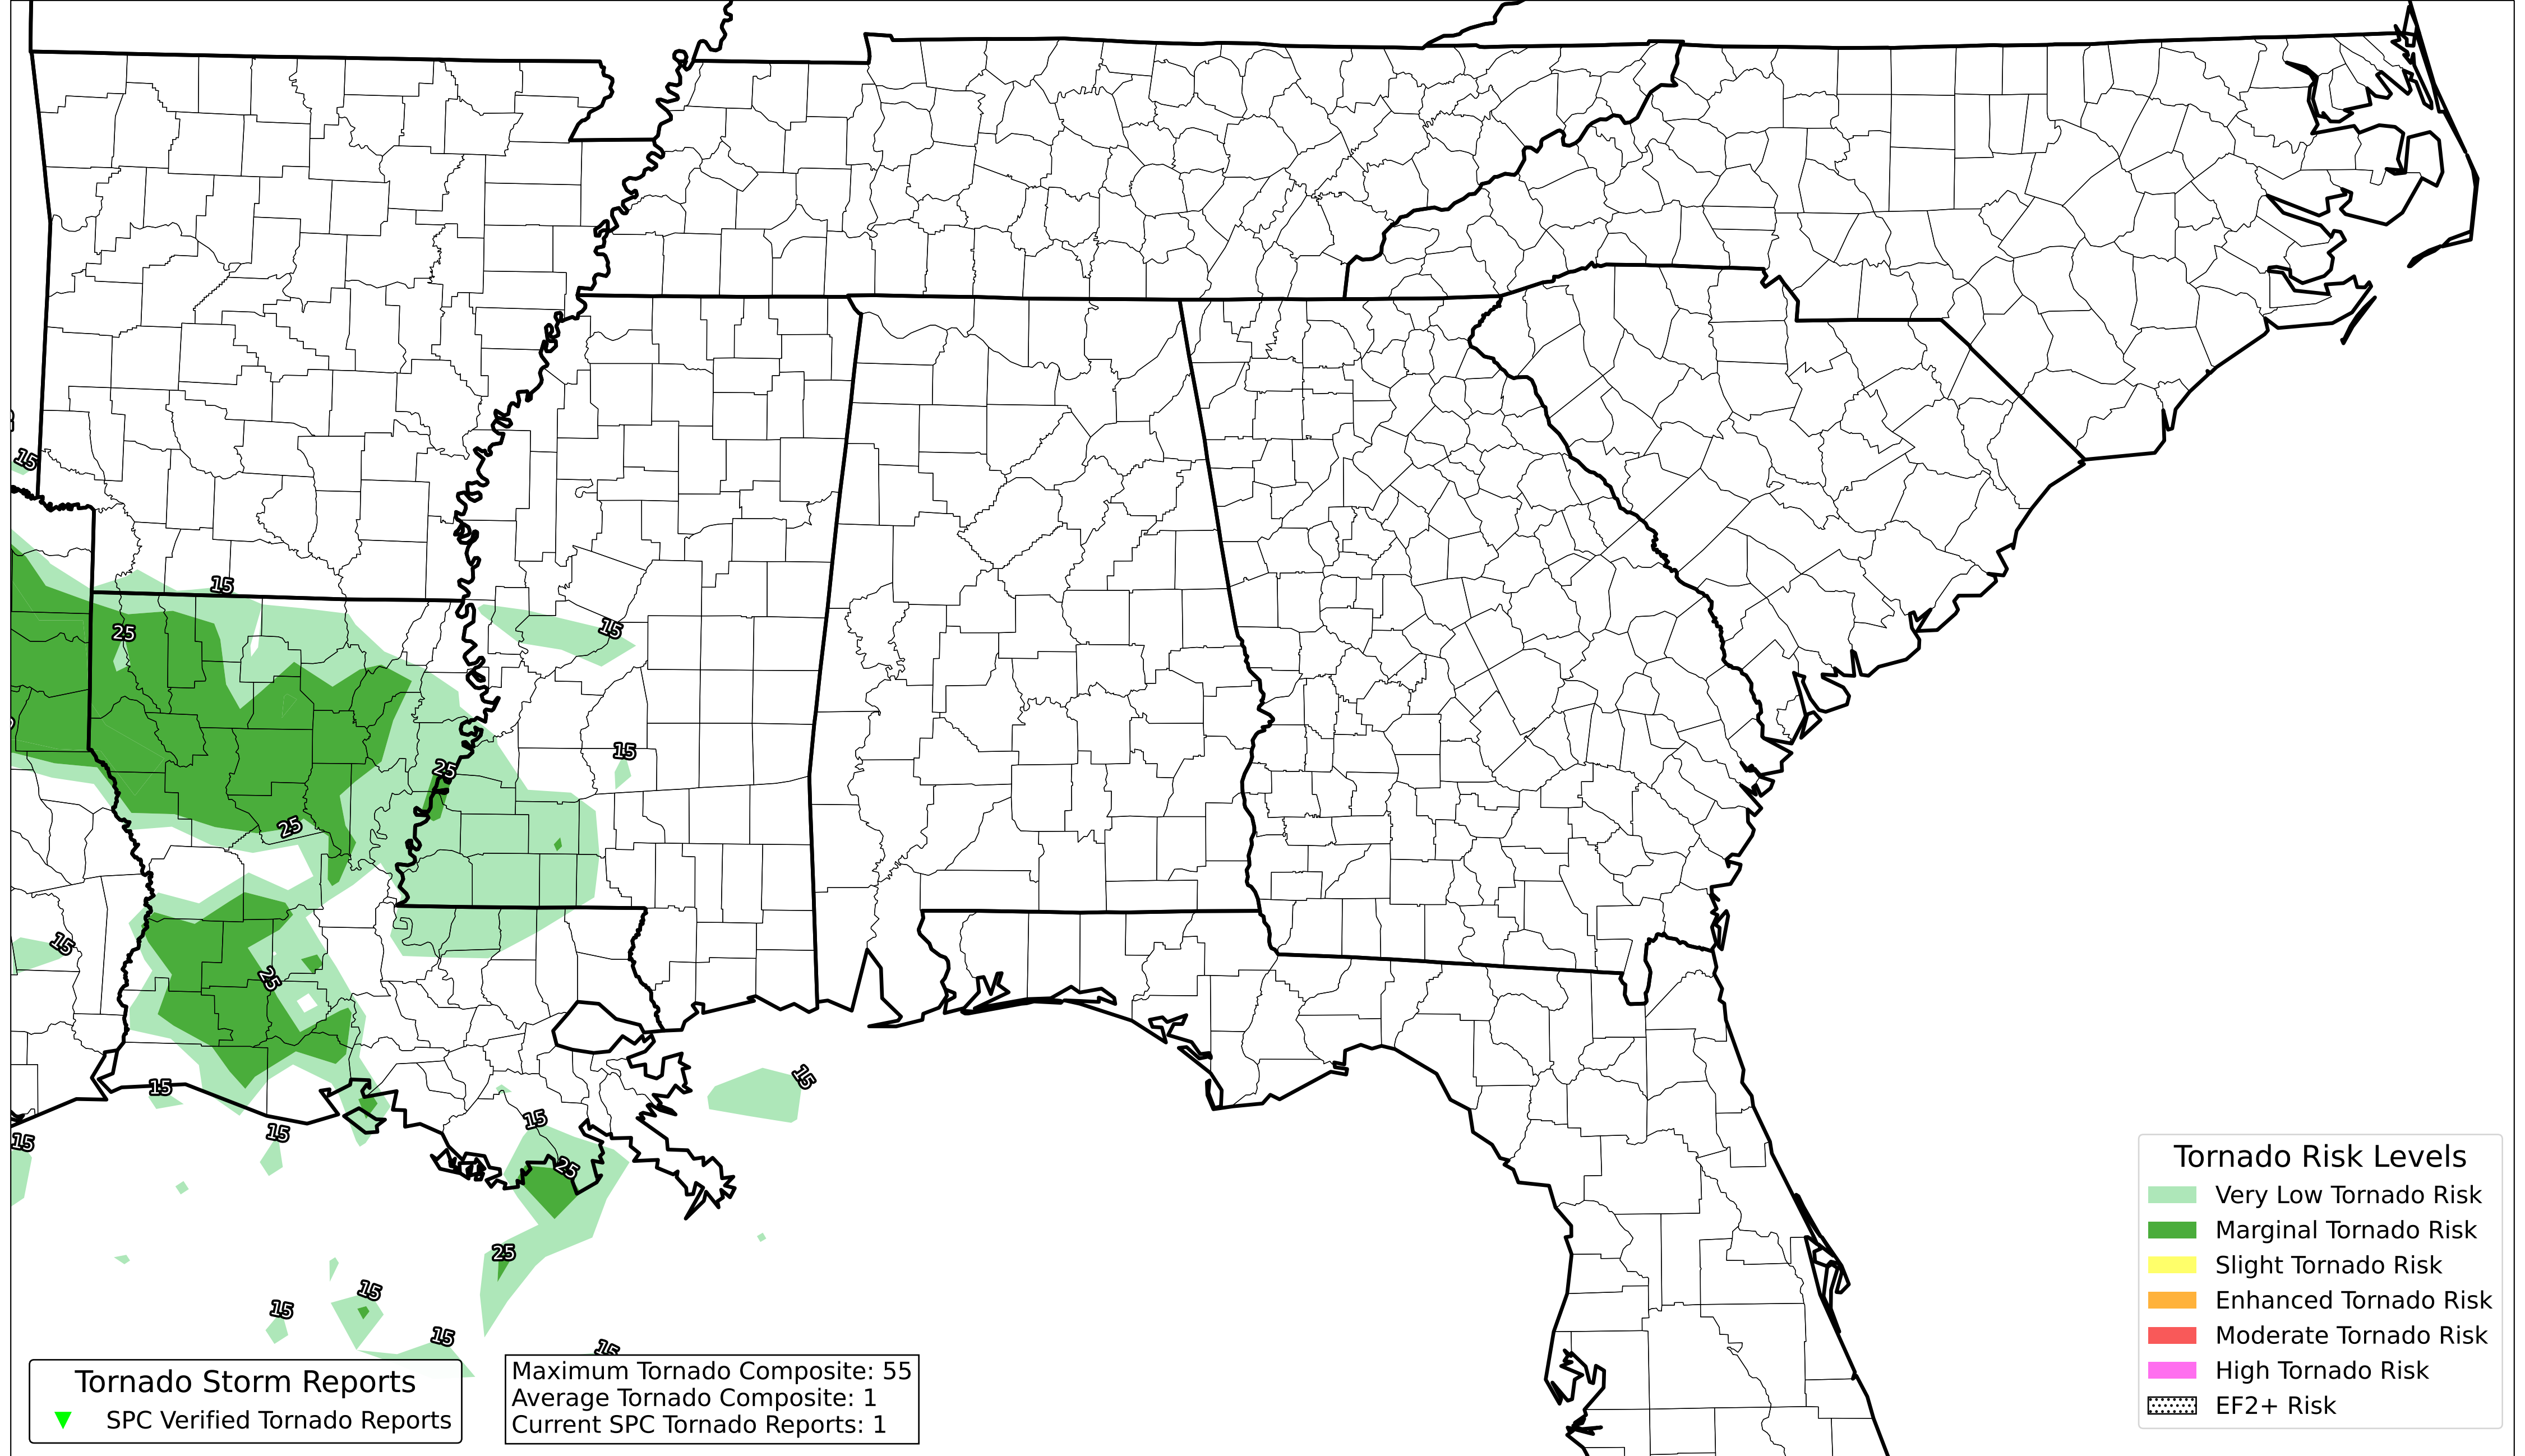 15
15
25
15
15
25
25
15
25
15
15
15
15
15
25
25
15
15
15
15
Tornado Storm Reports
SPC Verified Tornado Reports
Maximum Tornado Composite: 55
Average Tornado Composite: 1
Current SPC Tornado Reports: 1
Tornado Risk Levels
Very Low Tornado Risk
Marginal Tornado Risk
Slight Tornado Risk
Enhanced Tornado Risk
Moderate Tornado Risk
High Tornado Risk
EF2+ Risk